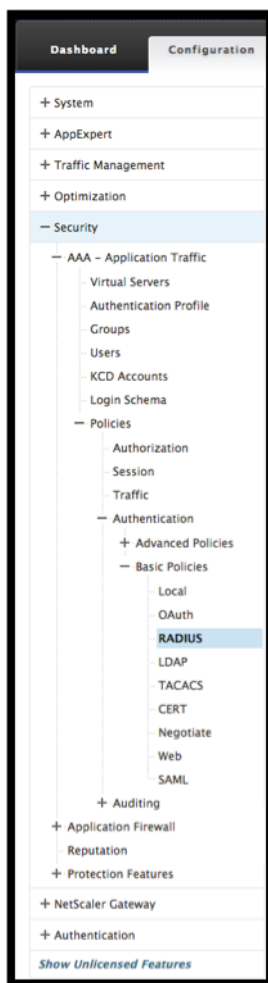 Dashboard Configuration
+ System
+ AppExpert
+ Traffic Management
+ Optimization
− Security
− AAA – Application Traffic
Virtual Servers
Authentication Profile
Groups
Users
KCD Accounts
Login Schema
− Policies
Authorization
Session
Traffic
− Authentication
+ Advanced Policies
− Basic Policies
Local
OAuth
RADIUS
LDAP
TACACS
CERT
Negotiate
Web
SAML
+ Auditing
+ Application Firewall
Reputation
+ Protection Features
+ NetScaler Gateway
+ Authentication
Show Unlicensed Features